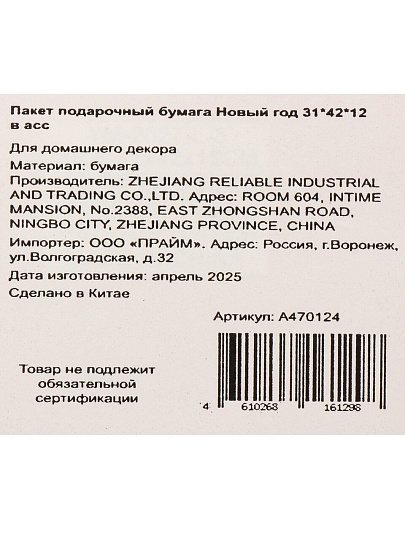 Пакет подарочный бумага Новый год 31*42*12
в асс
Для домашнего декора
Материал: бумага
Производитель: ZHEJIANG RELIABLE INDUSTRIAL
AND TRADING CO.,LTD. Адрес: ROOM 604, INTIME
MANSION, No.2388, EAST ZHONGSHAN ROAD,
NINGBO CITY, ZHEJIANG PROVINCE, CHINA
Импортер: ООО «ПРАЙМ». Адрес: Россия, г.Воронеж,
ул.Волгоградская, д.32
Дата изготовления: апрель 2025
Сделано в Китае
Артикул: А470124
Товар не подлежит
обязательной
сертификации
4 610268 161298